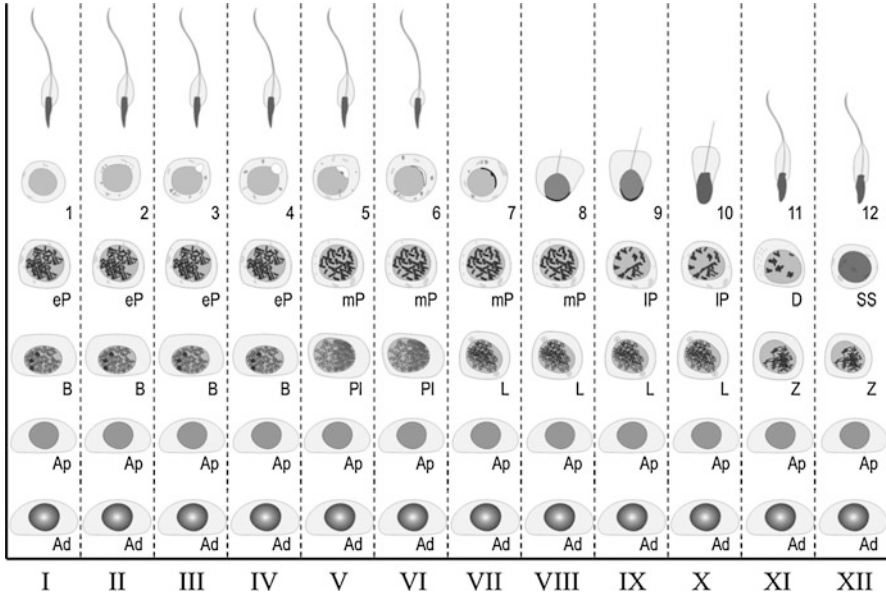 1 2 3 4 5 6 7 8 9 10 11 12
eP eP eP eP mP mP mP mP lP lP D SS
B B B B Pl Pl L L L L Z Z
Ap Ap Ap Ap Ap Ap Ap Ap Ap Ap Ap Ap
Ad Ad Ad Ad Ad Ad Ad Ad Ad Ad Ad Ad
I II III IV V VI VII VIII IX X XI XII